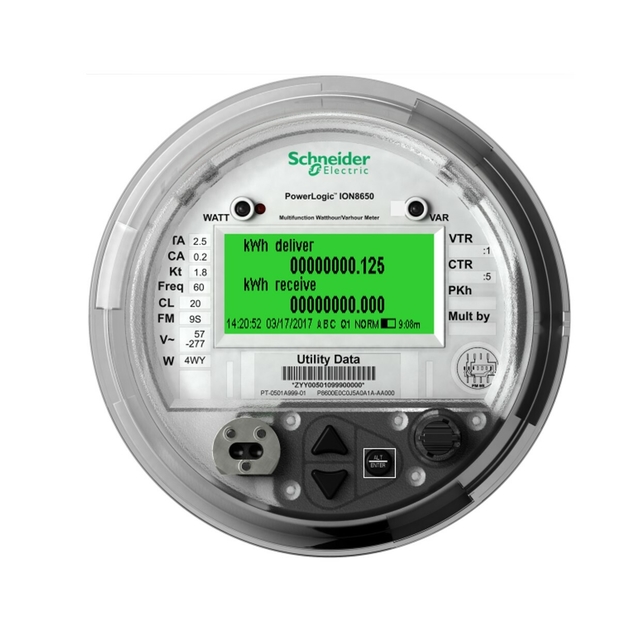 Schneider
Electric
PowerLogic™ ION8650
WATT
Multifunction Watthour/Varhour Meter
VAR
TA 2.5
CA 0.2
Kt 1.8
Freq 60
CL 20
FM 9S
V~ 57
-277
W 4WY
kWh deliver
00000000.125
kWh receive
00000000.000
14:20:52 03/17/2017 ABC Q1 NORM 9:08m
VTR
:1
CTR
:5
PKh
Mult by
Utility Data
*ZYY00501099900000*
PT-0501A999-01 P8600E0C0J5A0A1A-AA000
ALT
ENTER